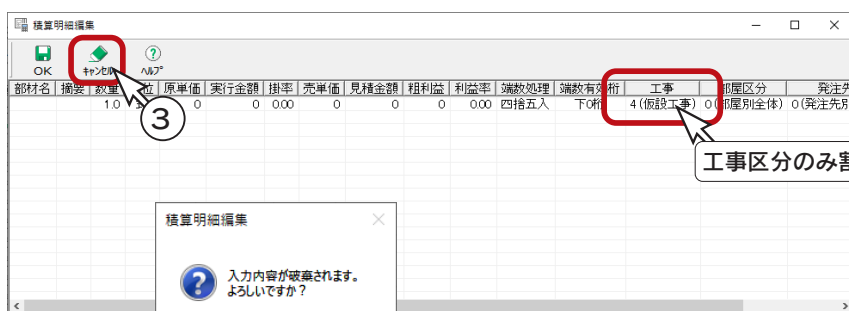 積算明細編集
OK ｷｬﾝｾﾙ ﾍﾙﾌﾟ
部材名 摘要 数量 位 原単価 実行金額 掛率 売単価 見積金額 粗利益 利益率 端数処理 端数有効桁 工事 部屋区分 発注先
1.0 0 0 0.00 0 0 0 0.00 四捨五入 下0桁 4(仮設工事) 0(部屋別全体) 0(発注先別
③
工事区分のみ割
積算明細編集
入力内容が破棄されます。
よろしいですか？